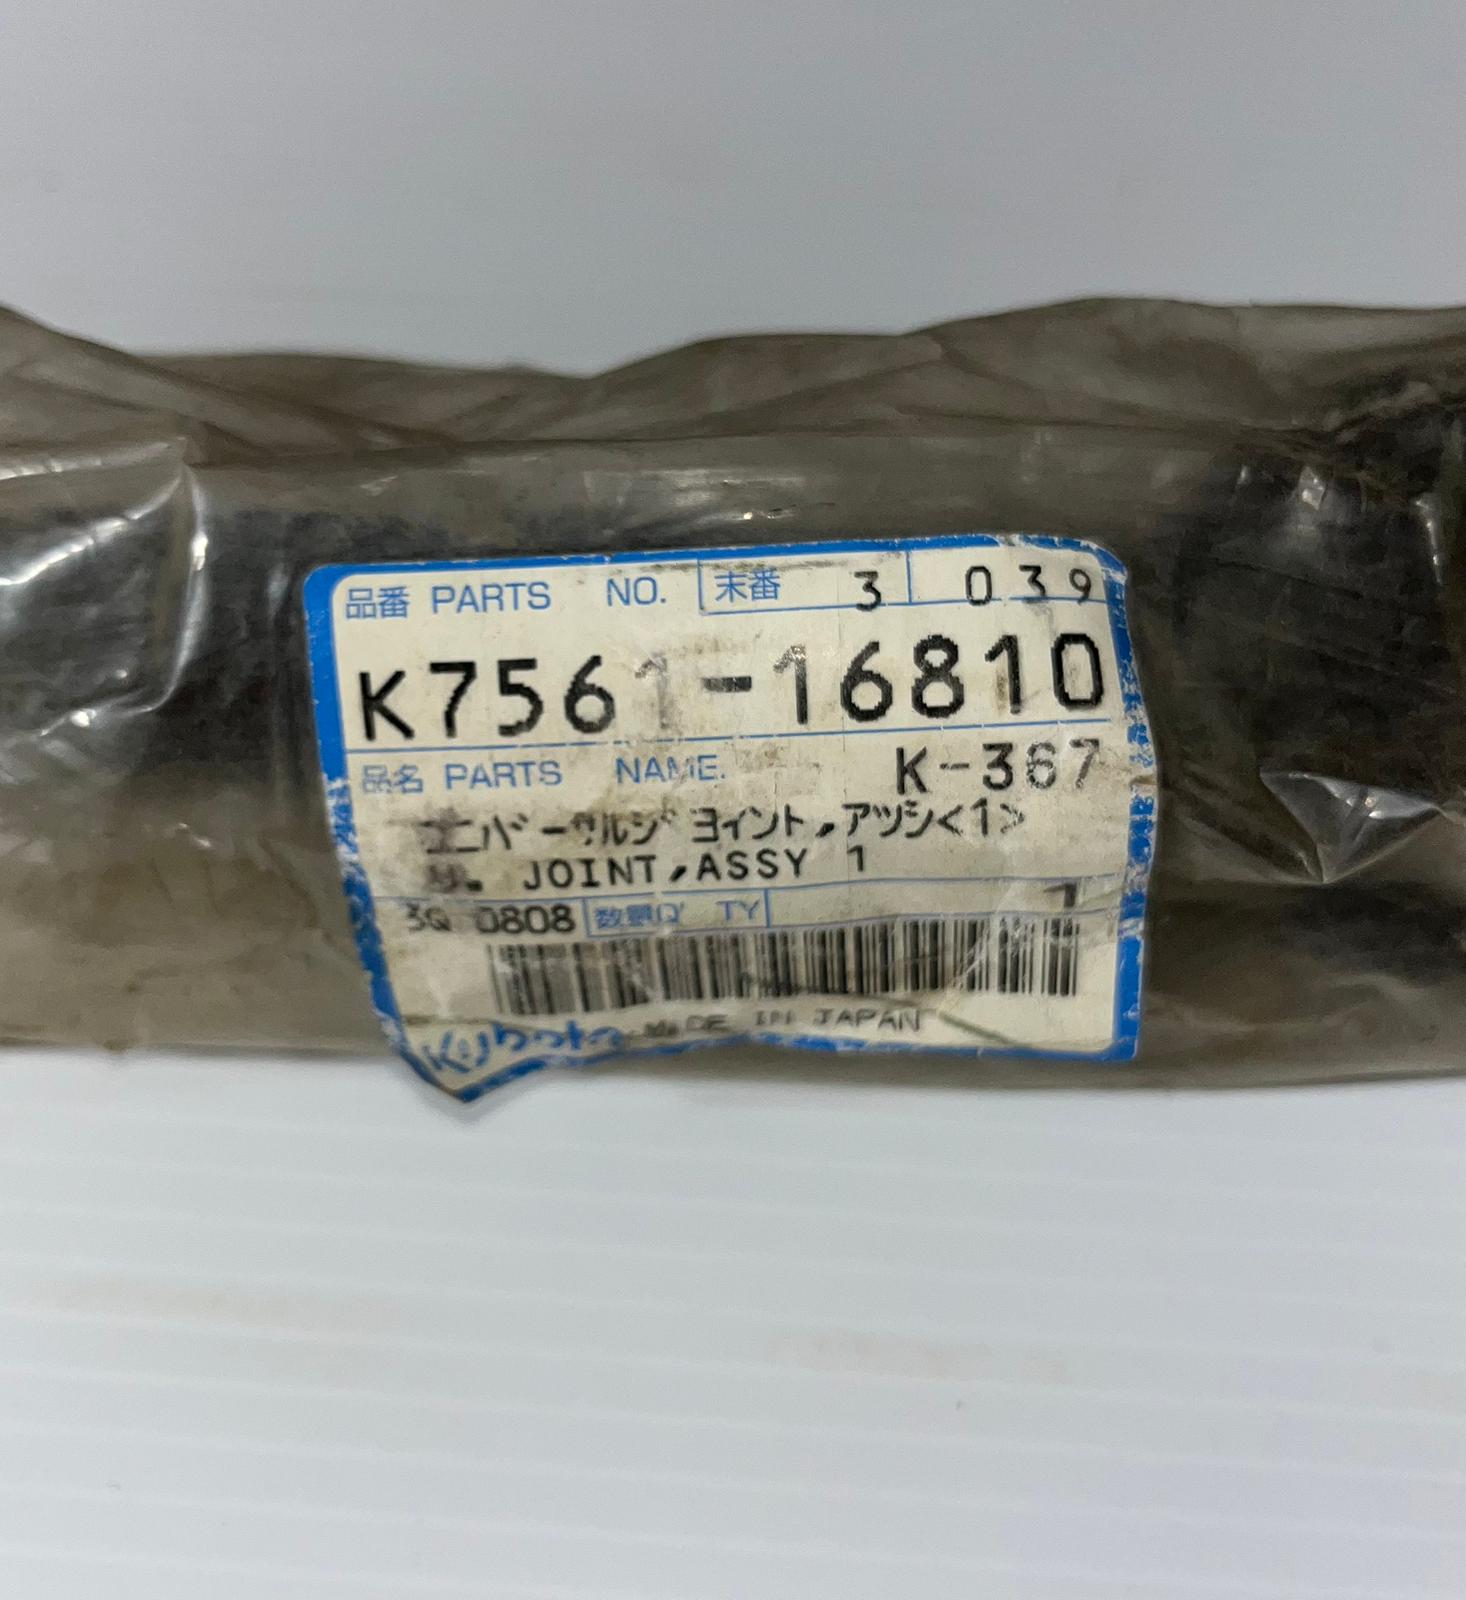 品番 PARTS NO. 末番 3 039
K7561-16810
品名 PARTS NAME. K-367
ユニバーサルジョイント,アツシ<1>
JOINT,ASSY 1
3Q 0808 数量Q'TY 1
Kubota MADE IN JAPAN